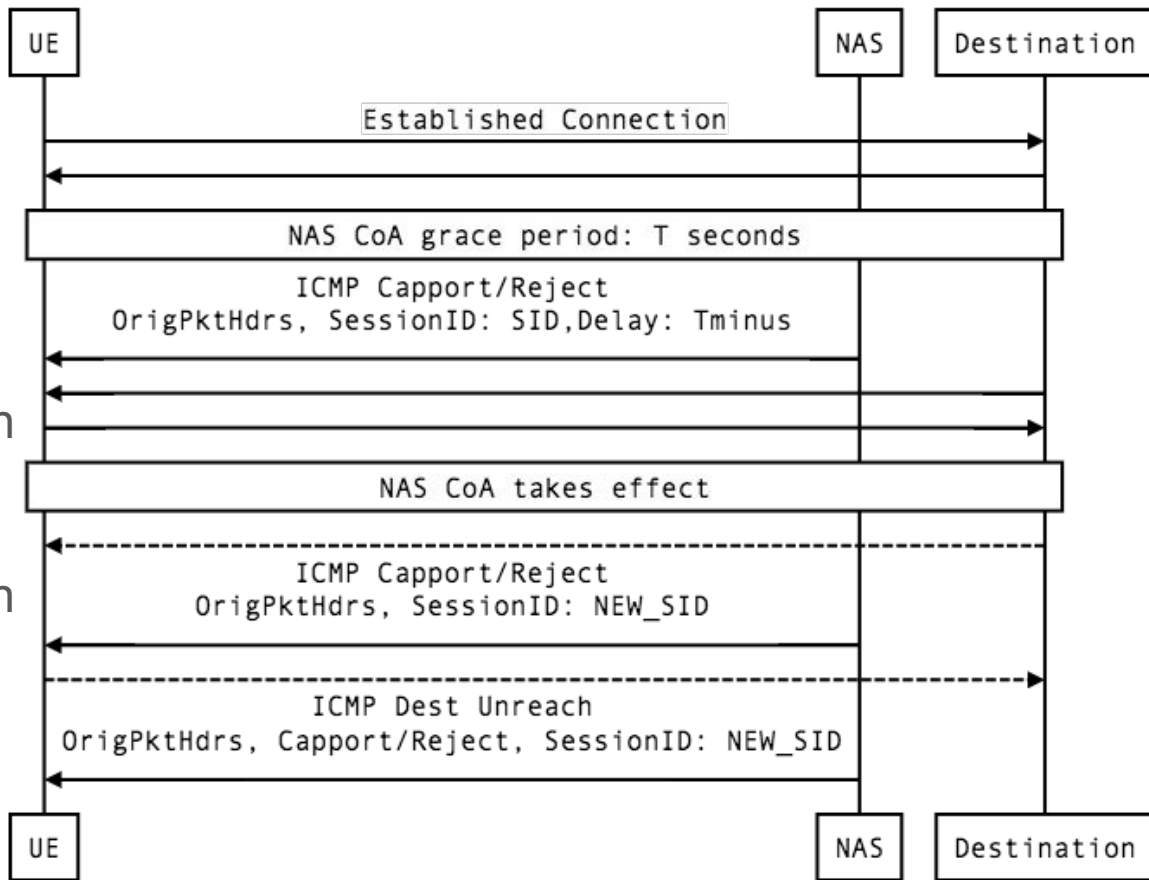 UE NAS Destination
Established Connection
NAS CoA grace period: T seconds
ICMP Capport/Reject
OrigPktHdrs, SessionID: SID,Delay: Tminus
NAS CoA takes effect
ICMP Capport/Reject
OrigPktHdrs, SessionID: NEW_SID
ICMP Dest Unreach
OrigPktHdrs, Capport/Reject, SessionID: NEW_SID
UE NAS Destination